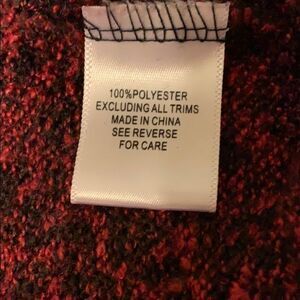 100%POLYESTER
EXCLUDING ALL TRIMS
MADE IN CHINA
SEE REVERSE
FOR CARE